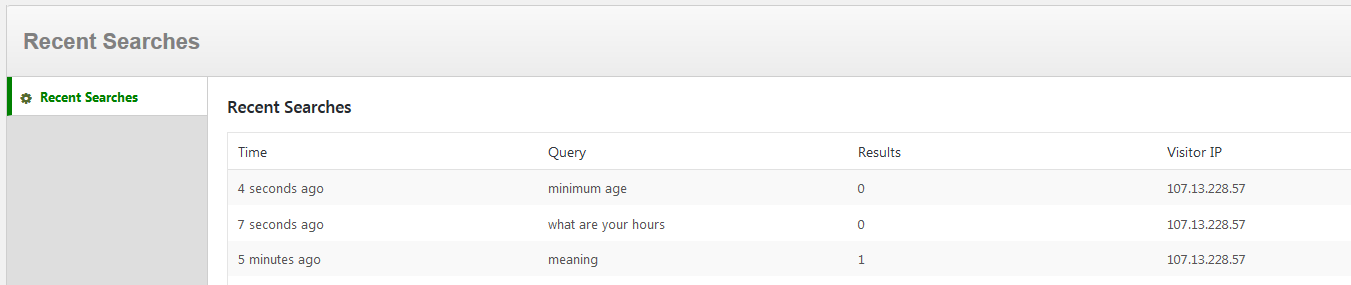 Recent Searches
Recent Searches
Recent Searches
Time Query Results Visitor IP
4 seconds ago minimum age 0 107.13.228.57
7 seconds ago what are your hours 0 107.13.228.57
5 minutes ago meaning 1 107.13.228.57